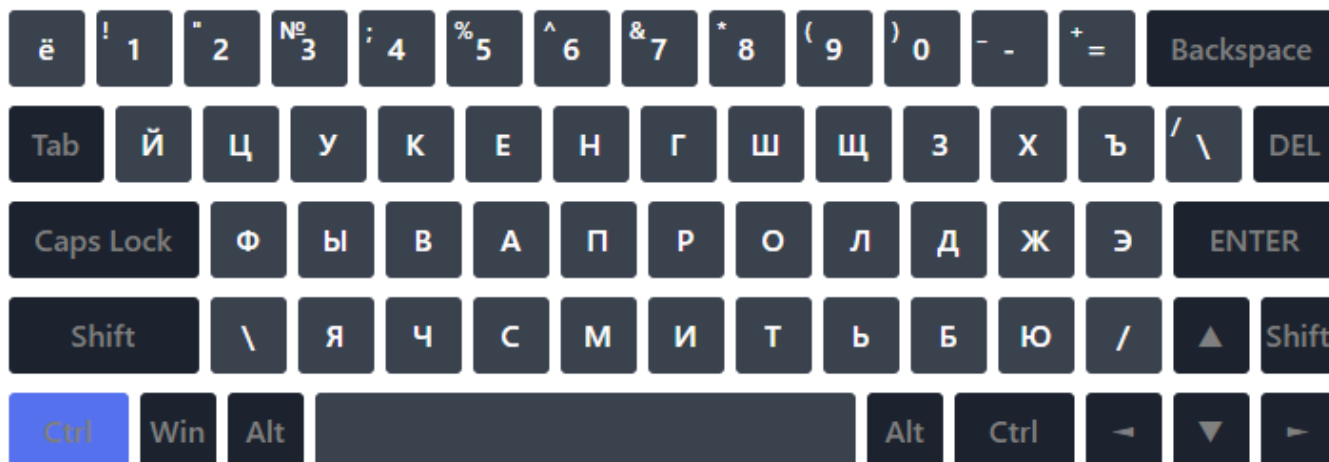 ё ! 1 " 2 № 3 ; 4 % 5 ^ 6 & 7 * 8 ( 9 ) 0 _ - + = Backspace
Tab Й Ц У К Е Н Г Ш Щ З Х Ъ / \ DEL
Caps Lock Ф Ы В А П Р О Л Д Ж Э ENTER
Shift \ Я Ч С М И Т Ь Б Ю / ▲ Shift
Ctrl Win Alt Alt Ctrl ◄ ▼ ►